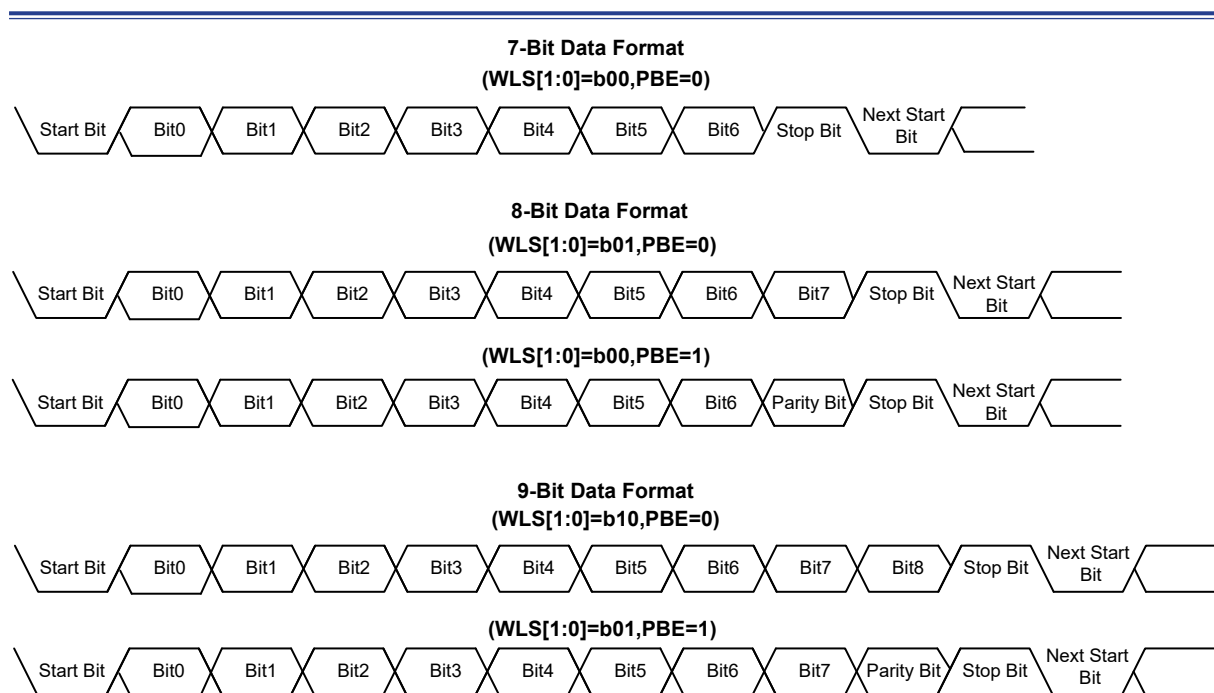 7-Bit Data Format
(WLS[1:0]=b00,PBE=0)
Start Bit Bit0 Bit1 Bit2 Bit3 Bit4 Bit5 Bit6 Stop Bit Next Start Bit
8-Bit Data Format
(WLS[1:0]=b01,PBE=0)
Start Bit Bit0 Bit1 Bit2 Bit3 Bit4 Bit5 Bit6 Bit7 Stop Bit Next Start Bit
(WLS[1:0]=b00,PBE=1)
Start Bit Bit0 Bit1 Bit2 Bit3 Bit4 Bit5 Bit6 Parity Bit Stop Bit Next Start Bit
9-Bit Data Format
(WLS[1:0]=b10,PBE=0)
Start Bit Bit0 Bit1 Bit2 Bit3 Bit4 Bit5 Bit6 Bit7 Bit8 Stop Bit Next Start Bit
(WLS[1:0]=b01,PBE=1)
Start Bit Bit0 Bit1 Bit2 Bit3 Bit4 Bit5 Bit6 Bit7 Parity Bit Stop Bit Next Start Bit